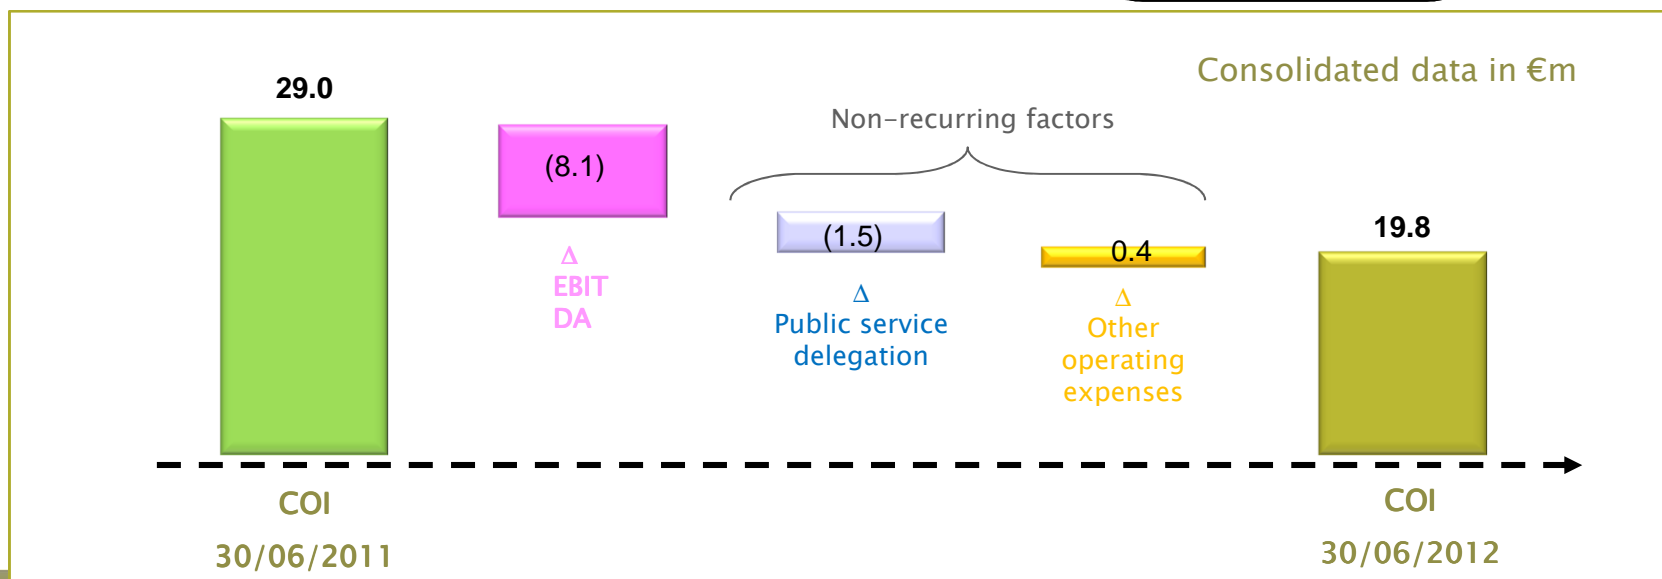 Consolidated data in €m
29.0
Non-recurring factors
(8.1)
(1.5)
0.4
19.8
Δ
EBIT
DA
Δ
Public service
delegation
Δ
Other
operating
expenses
COI
30/06/2011
COI
30/06/2012